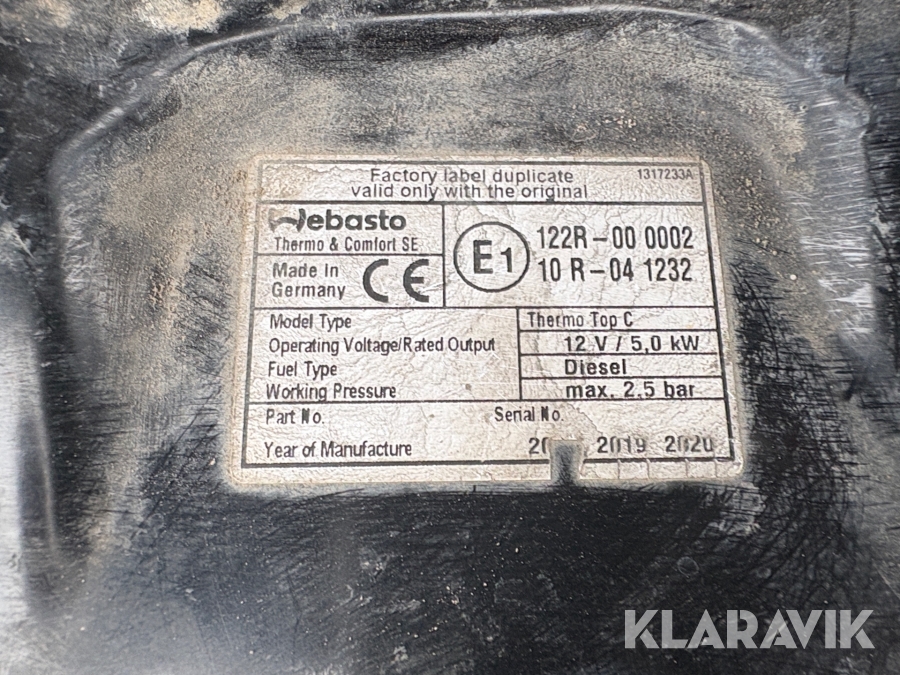 Factory label duplicate 1317233A
valid only with the original
Webasto
Thermo & Comfort SE
Made in
Germany
CE
E1
122R-00 0002
10 R-04 1232
Model Type Thermo Top C
Operating Voltage/Rated Output 12 V / 5,0 kW
Fuel Type Diesel
Working Pressure max. 2.5 bar
Part No. Serial No.
Year of Manufacture 2019 2020
KLARAVIK